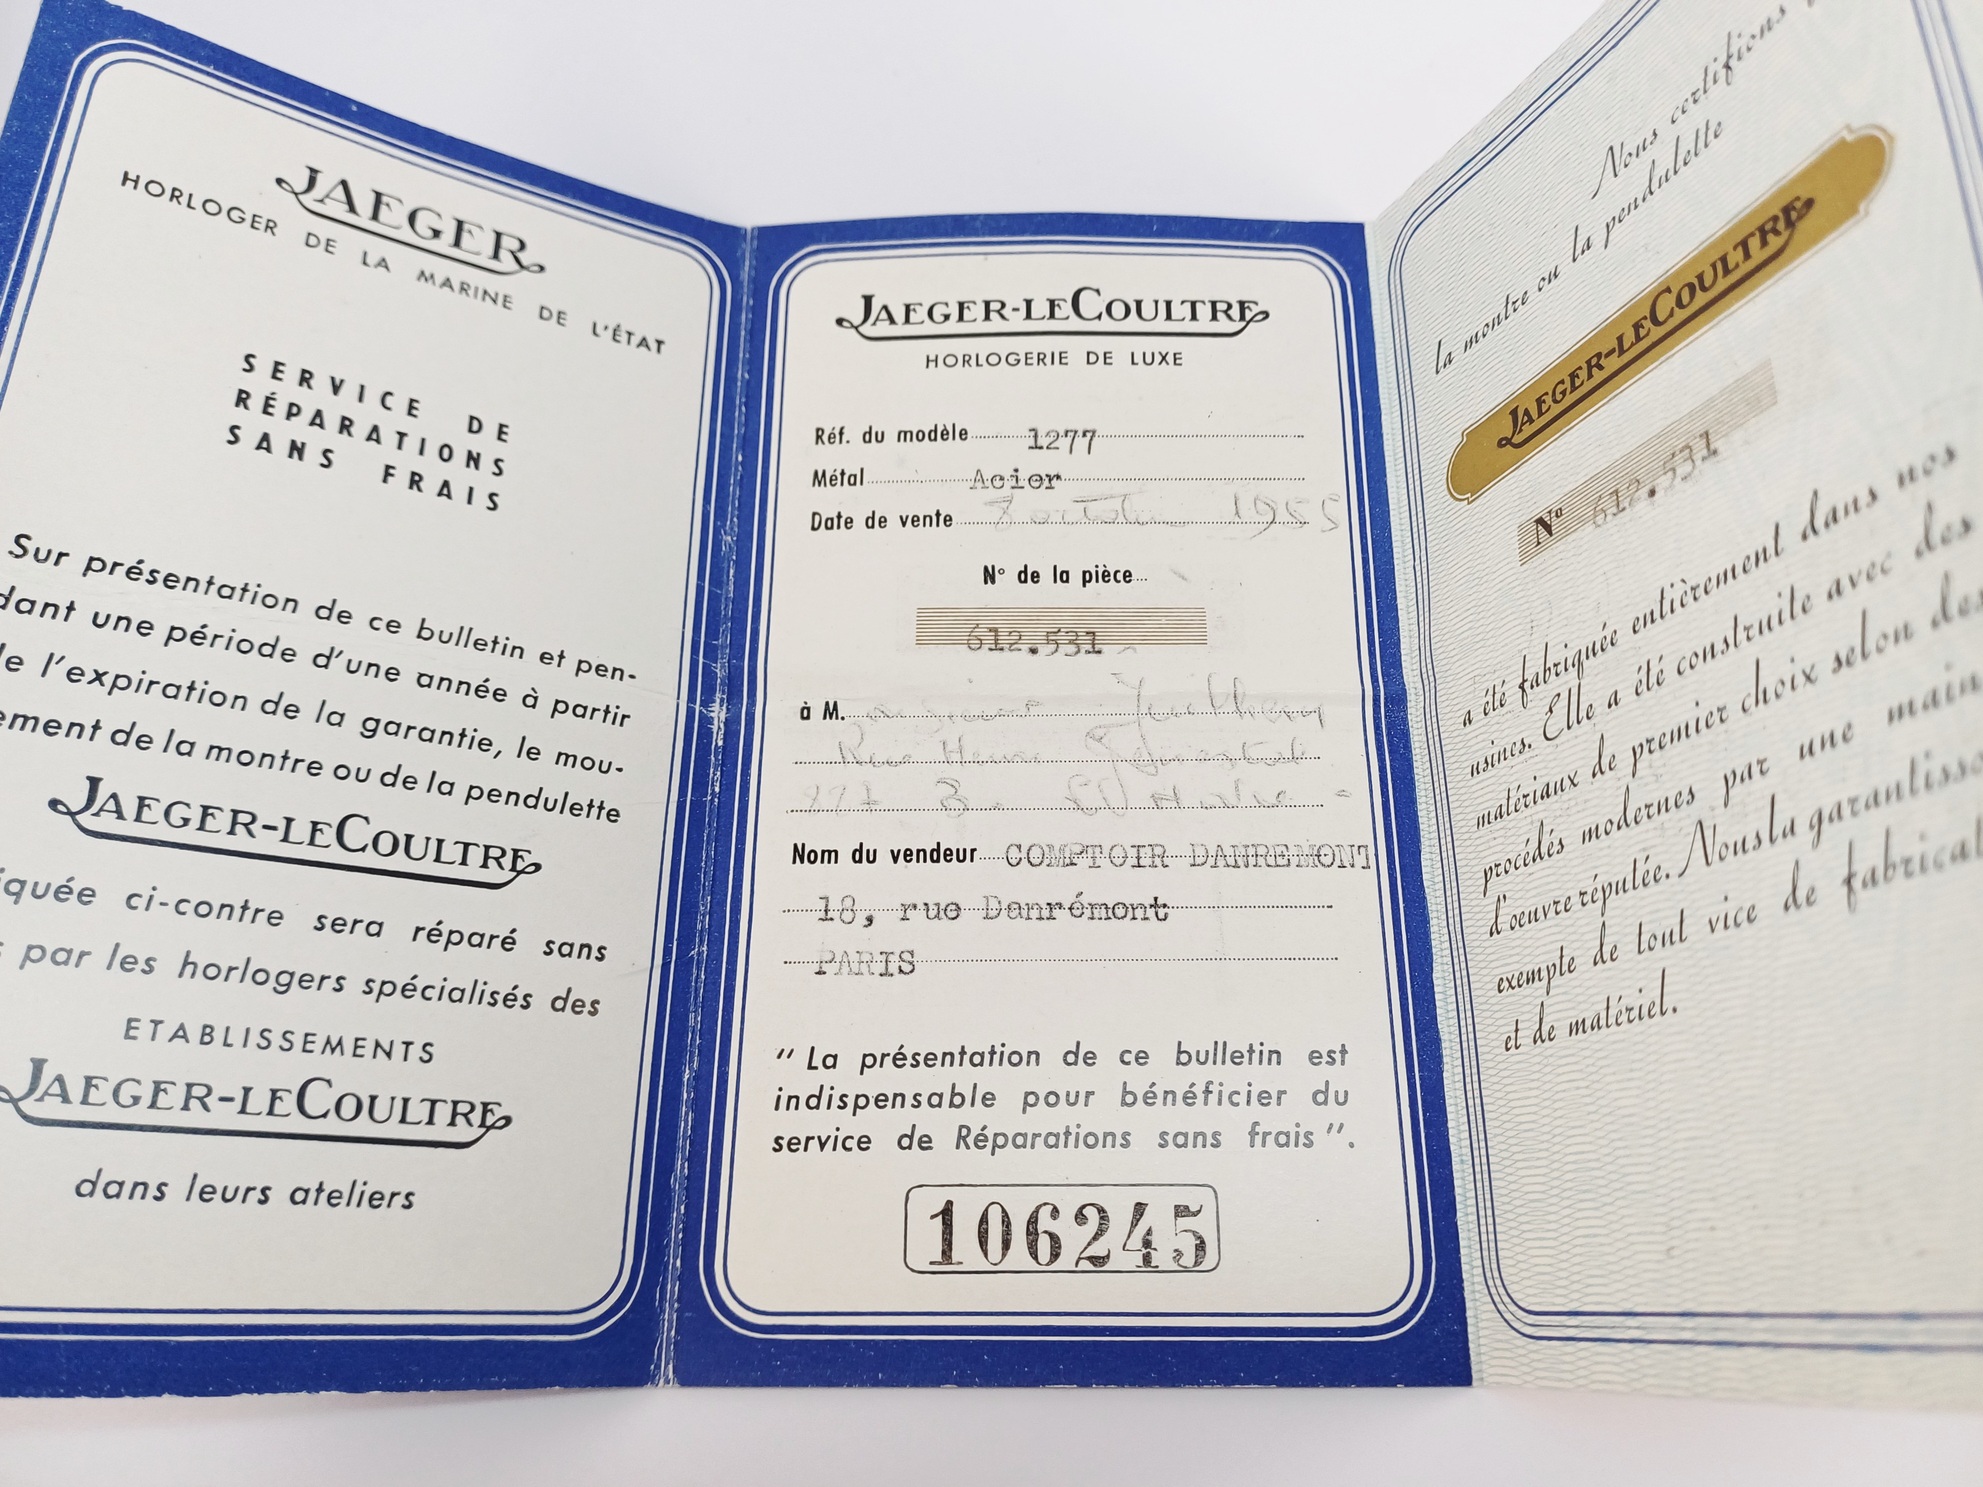 JAEGER
HORLOGER DE LA MARINE DE L'ÉTAT
SERVICE DE
RÉPARATIONS
SANS FRAIS
Sur présentation de ce bulletin et pen-
dant une période d'une année à partir
de l'expiration de la garantie, le mou-
ement de la montre ou de la pendulette
JAEGER-LECOULTRE
iquée ci-contre sera réparé sans
s par les horlogers spécialisés des
ETABLISSEMENTS
JAEGER-LECOULTRE
dans leurs ateliers
JAEGER-LECOULTRE
HORLOGERIE DE LUXE
Réf. du modèle 1277
Métal Acier
Date de vente 8 octobre 1955
N° de la pièce
612.531
à M.
Rue Henri
Nom du vendeur COMPTOIR DANREMONT
18, rue Danrémont
PARIS
" La présentation de ce bulletin est
indispensable pour bénéficier du
service de Réparations sans frais ".
106245
Nous certifions
la montre ou la pendulette
JAEGER-LECOULTRE
N° 612.531
a été fabriquée entièrement dans nos
usines. Elle a été construite avec des
matériaux de premier choix selon des
procédés modernes par une main
d'oeuvre réputée. Nous la garantisso
exempte de tout vice de fabricat
et de matériel.